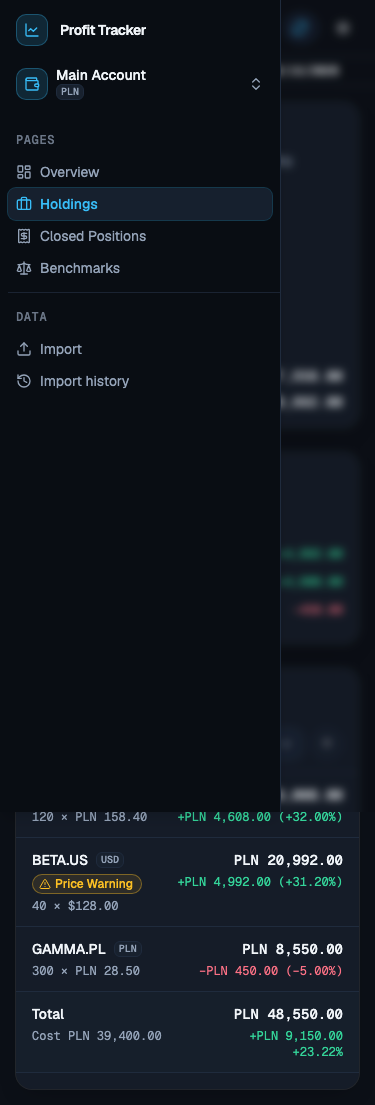 Profit Tracker
Main Account
PLN
PAGES
Overview
Holdings
Closed Positions
Benchmarks
DATA
Import
Import history
120 × PLN 158.40 +PLN 4,608.00 (+32.00%)
BETA.US USD PLN 20,992.00
Price Warning +PLN 4,992.00 (+31.20%)
40 × $128.00
GAMMA.PL PLN PLN 8,550.00
300 × PLN 28.50 −PLN 450.00 (−5.00%)
Total PLN 48,550.00
Cost PLN 39,400.00 +PLN 9,150.00
+23.22%